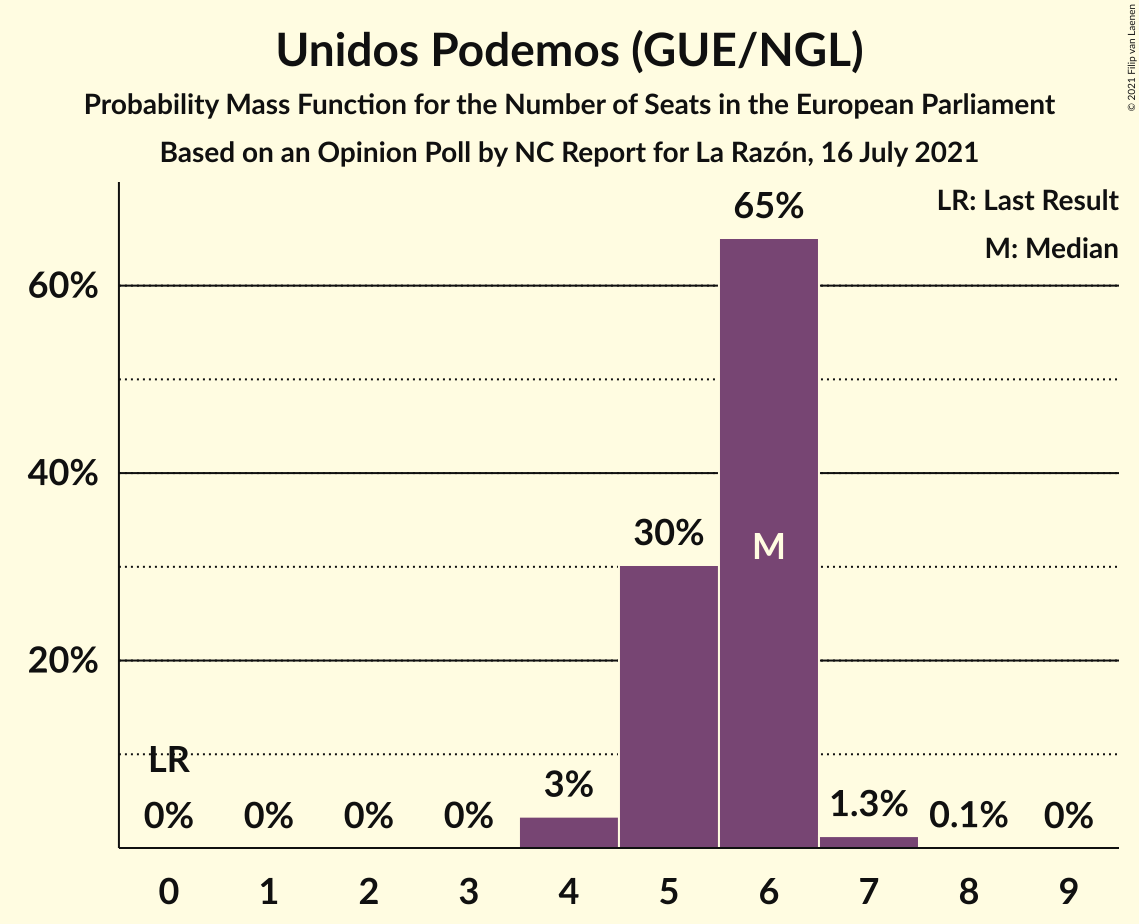 Unidos Podemos (GUE/NGL)
Probability Mass Function for the Number of Seats in the European Parliament
Based on an Opinion Poll by NC Report for La Razón, 16 July 2021
© 2021 Filip van Laenen
LR: Last Result
M: Median
65%
60%
40%
30%
M
20%
LR
0% 0% 0% 0% 3% 1.3% 0.1% 0%
0 1 2 3 4 5 6 7 8 9